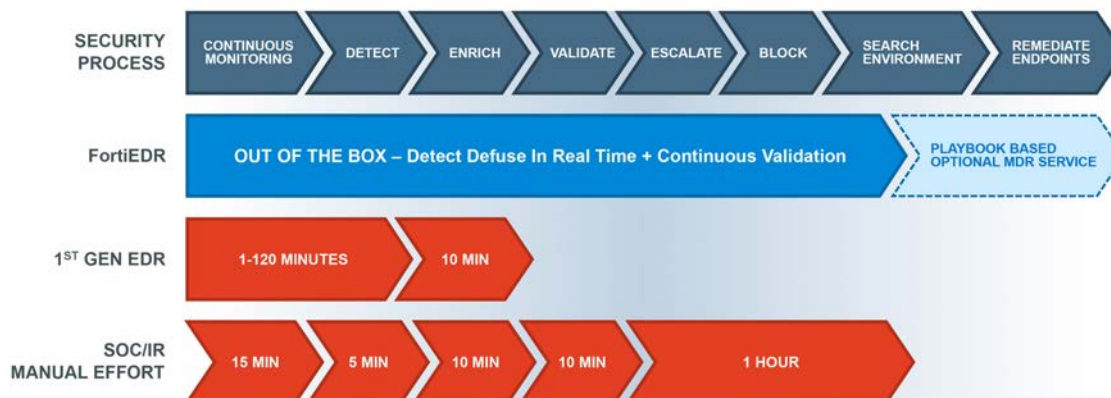 SECURITY
PROCESS
CONTINUOUS
MONITORING
DETECT
ENRICH
VALIDATE
ESCALATE
BLOCK
SEARCH
ENVIRONMENT
REMEDIATE
ENDPOINTS
FortiEDR
OUT OF THE BOX – Detect Defuse In Real Time + Continuous Validation
PLAYBOOK BASED
OPTIONAL MDR SERVICE
1ST GEN EDR
1-120 MINUTES
10 MIN
SOC/IR
MANUAL EFFORT
15 MIN
5 MIN
10 MIN
10 MIN
1 HOUR